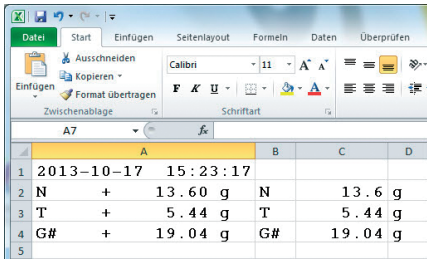 Datei Start Einfügen Seitenlayout Formeln Daten Überprüfen
Einfügen
Ausschneiden
Kopieren
Format übertragen
Zwischenablage
Calibri 11 A A
F K U A
Schriftart
A7 fx
A B C D
1 2013-10-17 15:23:17
2 N + 13.60 g N 13.6 g
3 T + 5.44 g T 5.44 g
4 G# + 19.04 g G# 19.04 g
5